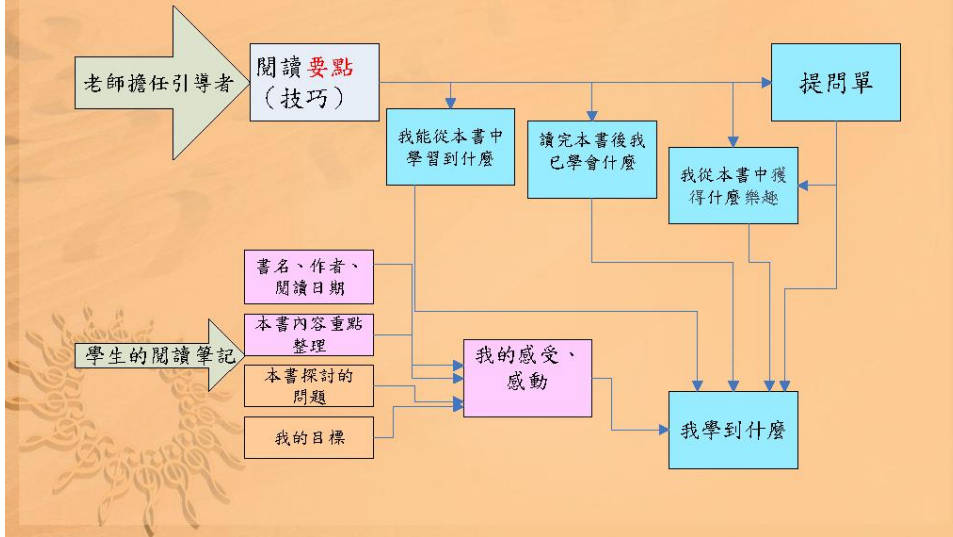 老師擔任引導者
閱讀要點
（技巧）
提問單
我能從本書中
學習到什麼
讀完本書後我
已學會什麼
我從本書中獲
得什麼樂趣
書名、作者、
閱讀日期
本書內容重點
整理
學生的閱讀筆記
本書探討的
問題
我的目標
我的感受、
感動
我學到什麼